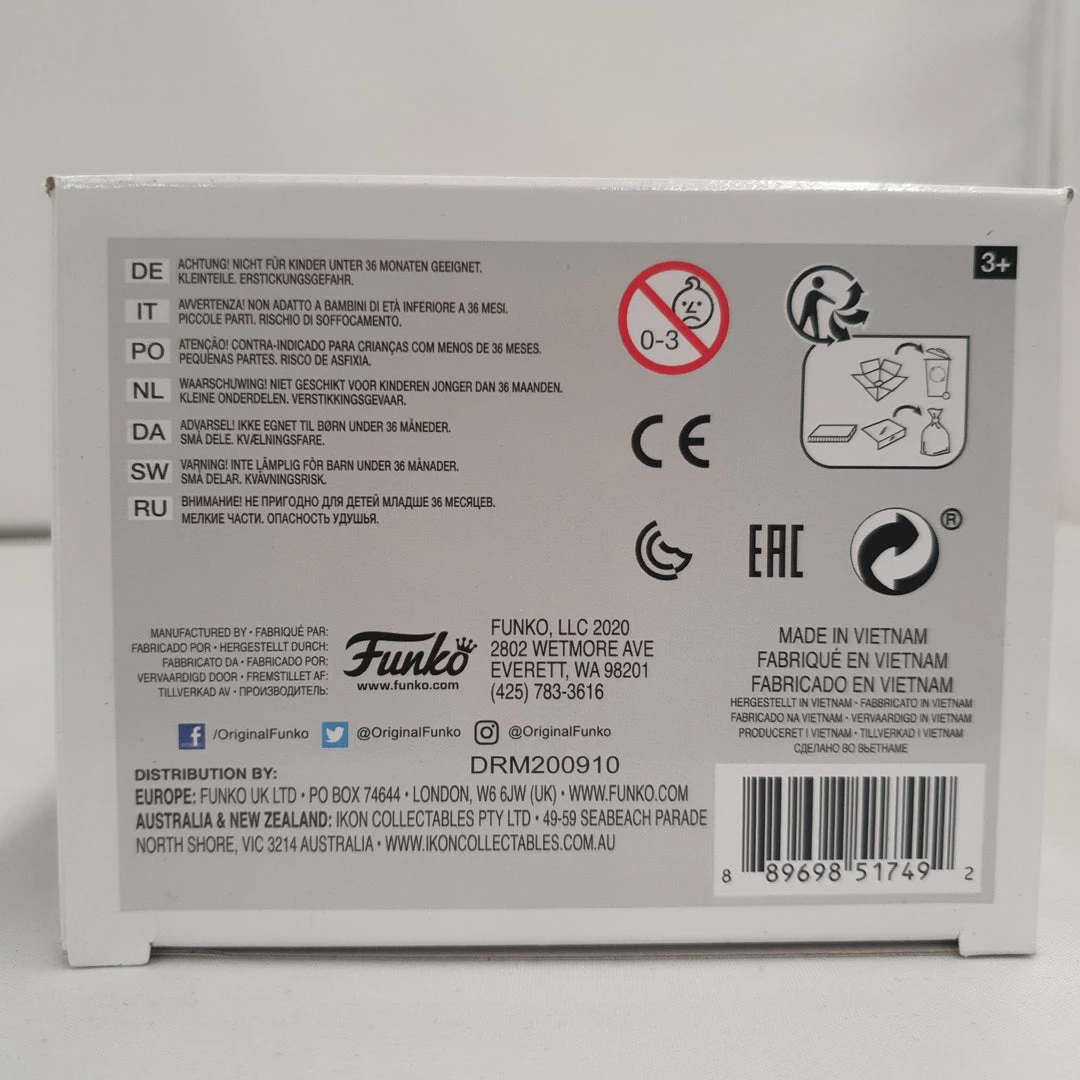 3+
DE
ACHTUNG! NICHT FÜR KINDER UNTER 36 MONATEN GEEIGNET.
KLEINTEILE. ERSTICKUNGSGEFAHR.
IT
AVVERTENZA! NON ADATTO A BAMBINI DI ETÀ INFERIORE A 36 MESI.
PICCOLE PARTI. RISCHIO DI SOFFOCAMENTO.
PO
ATENÇÃO! CONTRA-INDICADO PARA CRIANÇAS COM MENOS DE 36 MESES.
PEQUENAS PARTES. RISCO DE ASFIXIA.
NL
WAARSCHUWING! NIET GESCHIKT VOOR KINDEREN JONGER DAN 36 MAANDEN.
KLEINE ONDERDELEN. VERSTIKKINGSGEVAAR.
DA
ADVARSEL! IKKE EGNET TIL BØRN UNDER 36 MÅNEDER.
SMÅ DELE. KVÆLNINGSFARE.
SW
VARNING! INTE LÄMPLIG FÖR BARN UNDER 36 MÅNADER.
SMÅ DELAR. KVÄVNINGSRISK.
RU
ВНИМАНИЕ! НЕ ПРИГОДНО ДЛЯ ДЕТЕЙ МЛАДШЕ 36 МЕСЯЦЕВ.
МЕЛКИЕ ЧАСТИ. ОПАСНОСТЬ УДУШЬЯ.
0-3
CE
EAC
®
MANUFACTURED BY • FABRIQUÉ PAR:
FABRICADO POR • HERGESTELLT DURCH:
FABBRICATO DA • FABRICADO POR:
VERVAARDIGD DOOR • FREMSTILLET AF:
TILLVERKAD AV • ПРОИЗВОДИТЕЛЬ:
Funko
www.funko.com
FUNKO, LLC 2020
2802 WETMORE AVE
EVERETT, WA 98201
(425) 783-3616
MADE IN VIETNAM
FABRIQUÉ EN VIETNAM
FABRICADO EN VIETNAM
HERGESTELLT IN VIETNAM • FABBRICATO IN VIETNAM
FABRICADO NA VIETNAM • VERVAARDIGD IN VIETNAM
PRODUCERET I VIETNAM • TILLVERKAD I VIETNAM
СДЕЛАНО ВО ВЬЕТНАМЕ
/OriginalFunko @OriginalFunko @OriginalFunko
DRM200910
DISTRIBUTION BY:
EUROPE: FUNKO UK LTD • PO BOX 74644 • LONDON, W6 6JW (UK) • WWW.FUNKO.COM
AUSTRALIA & NEW ZEALAND: IKON COLLECTABLES PTY LTD • 49-59 SEABEACH PARADE
NORTH SHORE, VIC 3214 AUSTRALIA • WWW.IKONCOLLECTABLES.COM.AU
8 89698 51749 2